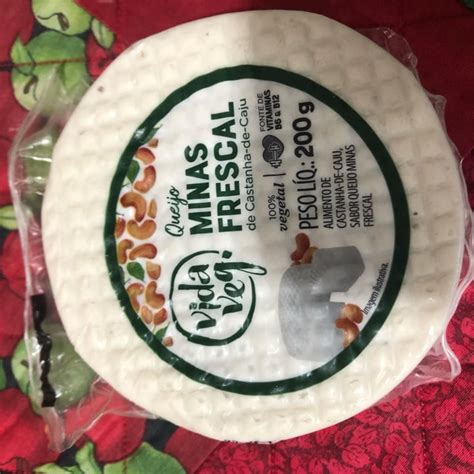 Queijo
MINAS
FRESCAL
de Castanha-de-Caju
vida
veg.
100%
vegetal
FONTE DE
VITAMINAS
B6 & B12
PESO LÍQ.: 200 g
ALIMENTO DE
CASTANHA-DE-CAJU,
SABOR QUEIJO MINAS
FRESCAL
Imagem ilustrativa